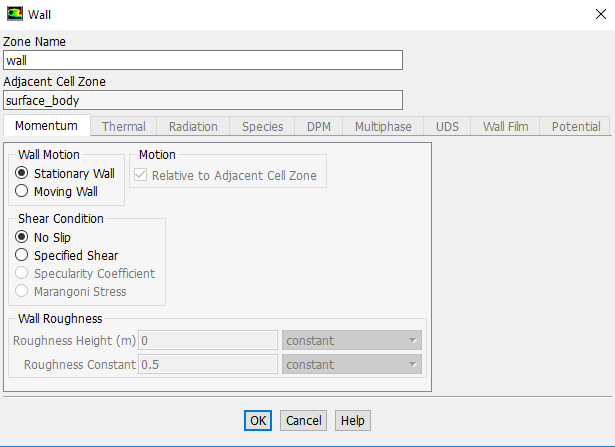 Wall
Zone Name
wall
Adjacent Cell Zone
surface_body
Momentum Thermal Radiation Species DPM Multiphase UDS Wall Film Potential
Wall Motion Motion
Stationary Wall Relative to Adjacent Cell Zone
Moving Wall
Shear Condition
No Slip
Specified Shear
Specularity Coefficient
Marangoni Stress
Wall Roughness
Roughness Height (m) 0 constant
Roughness Constant 0.5 constant
OK Cancel Help